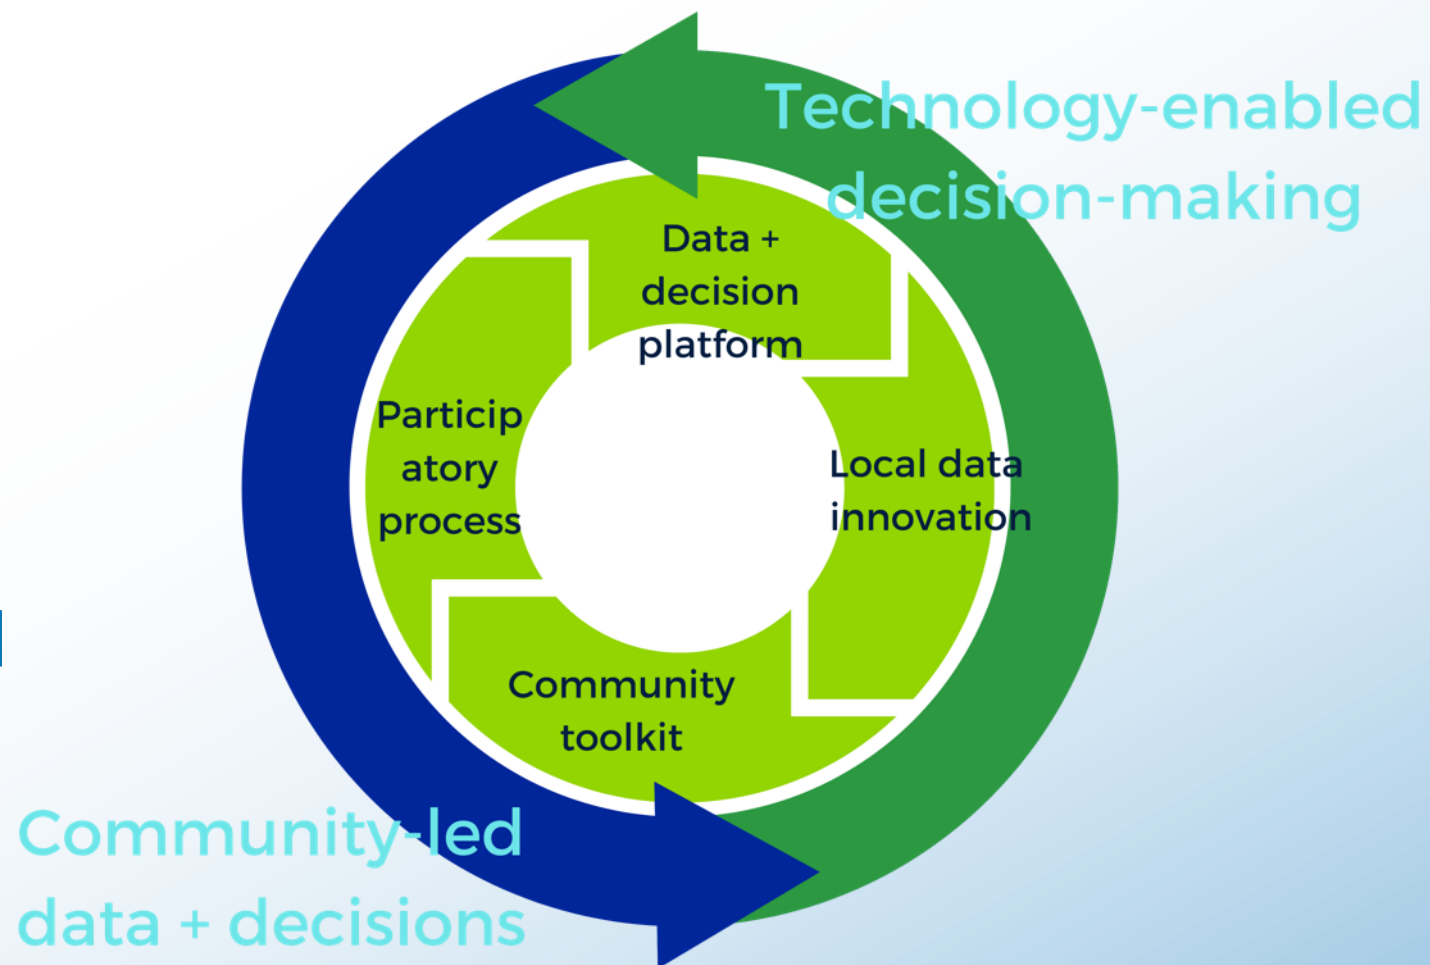 Technology-enabled
decision-making
Data +
decision
platform
Particip
atory
process
Local data
innovation
Community
toolkit
Community-led
data + decisions